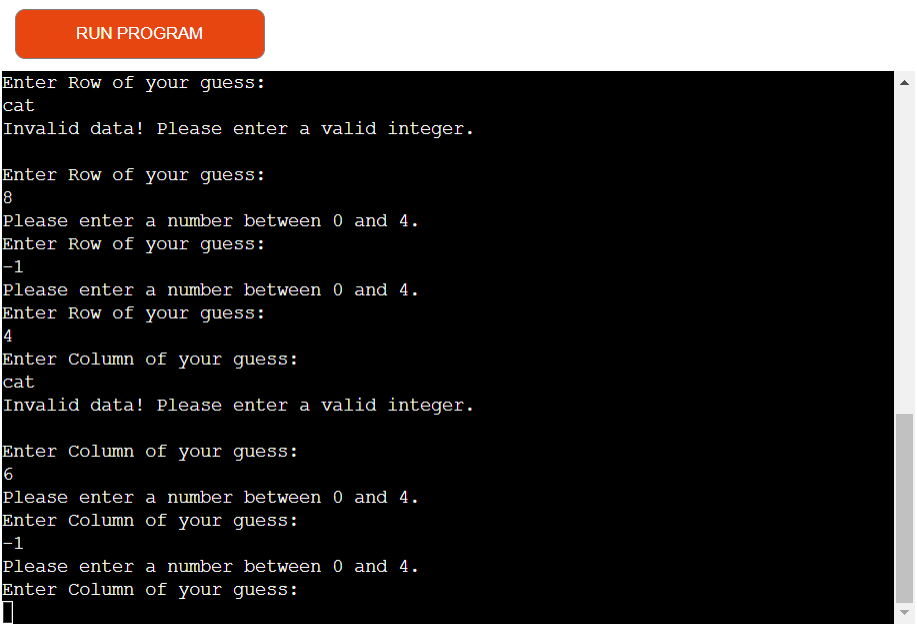 RUN PROGRAM
Enter Row of your guess:
cat
Invalid data! Please enter a valid integer.
Enter Row of your guess:
8
Please enter a number between 0 and 4.
Enter Row of your guess:
-1
Please enter a number between 0 and 4.
Enter Row of your guess:
4
Enter Column of your guess:
cat
Invalid data! Please enter a valid integer.
Enter Column of your guess:
6
Please enter a number between 0 and 4.
Enter Column of your guess:
-1
Please enter a number between 0 and 4.
Enter Column of your guess: